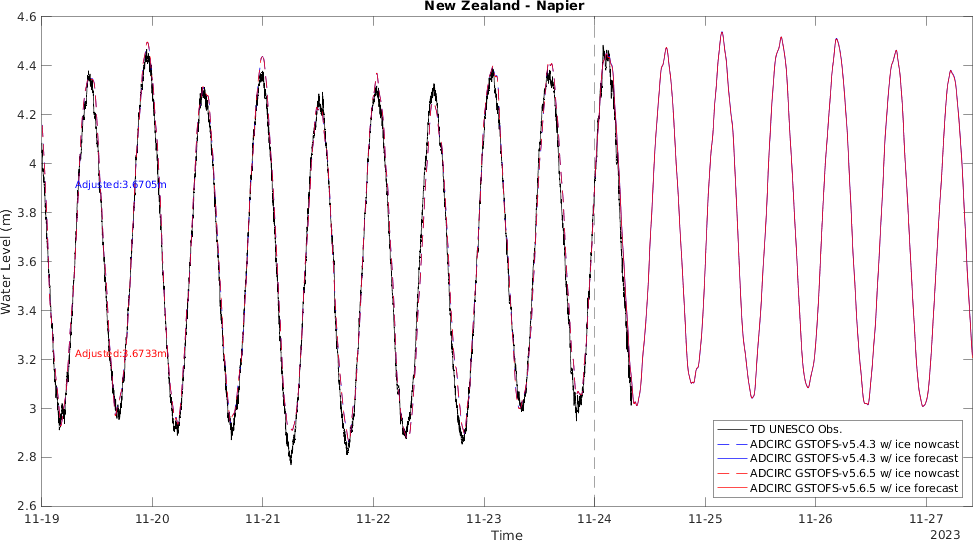 New Zealand - Napier
4.6
4.4
4.2
4
3.8
3.6
3.4
3.2
3
2.8
2.6
Water Level (m)
Adjusted:3.6705m
Adjusted:3.6733m
TD UNESCO Obs.
ADCIRC GSTOFS-v5.4.3 w/ ice nowcast
ADCIRC GSTOFS-v5.4.3 w/ ice forecast
ADCIRC GSTOFS-v5.6.5 w/ ice nowcast
ADCIRC GSTOFS-v5.6.5 w/ ice forecast
11-19 11-20 11-21 11-22 11-23 11-24 11-25 11-26 11-27
Time
2023